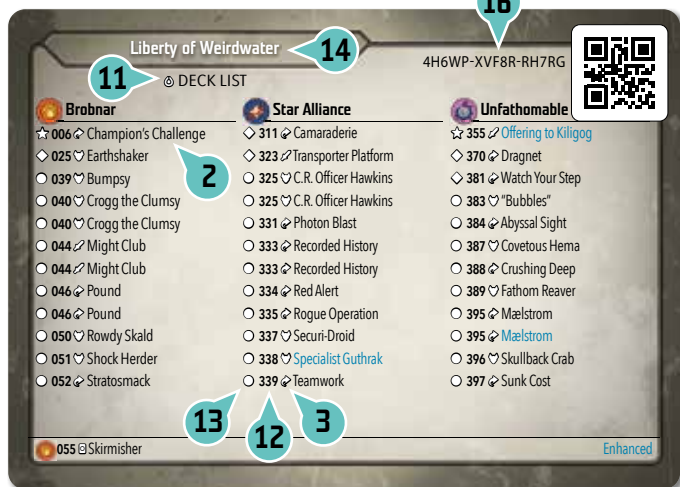 16
Liberty of Weirdwater
14
4H6WP-XVF8R-RH7RG
11
DECK LIST
Brobnar
006 Champion's Challenge
025 Earthshaker
039 Bumpsy
040 Crogg the Clumsy
040 Crogg the Clumsy
044 Might Club
044 Might Club
046 Pound
046 Pound
050 Rowdy Skald
051 Shock Herder
052 Stratosmack
2
Star Alliance
311 Camaraderie
323 Transporter Platform
325 C.R. Officer Hawkins
325 C.R. Officer Hawkins
331 Photon Blast
333 Recorded History
333 Recorded History
334 Red Alert
335 Rogue Operation
337 Securi-Droid
338 Specialist Guthrak
339 Teamwork
13
12
3
Unfathomable
355 Offering to Kiligog
370 Dragnet
381 Watch Your Step
383 "Bubbles"
384 Abyssal Sight
387 Covetous Hema
388 Crushing Deep
389 Fathom Reaver
395 Mælstrom
395 Mælstrom
396 Skullback Crab
397 Sunk Cost
055 Skirmisher
Enhanced